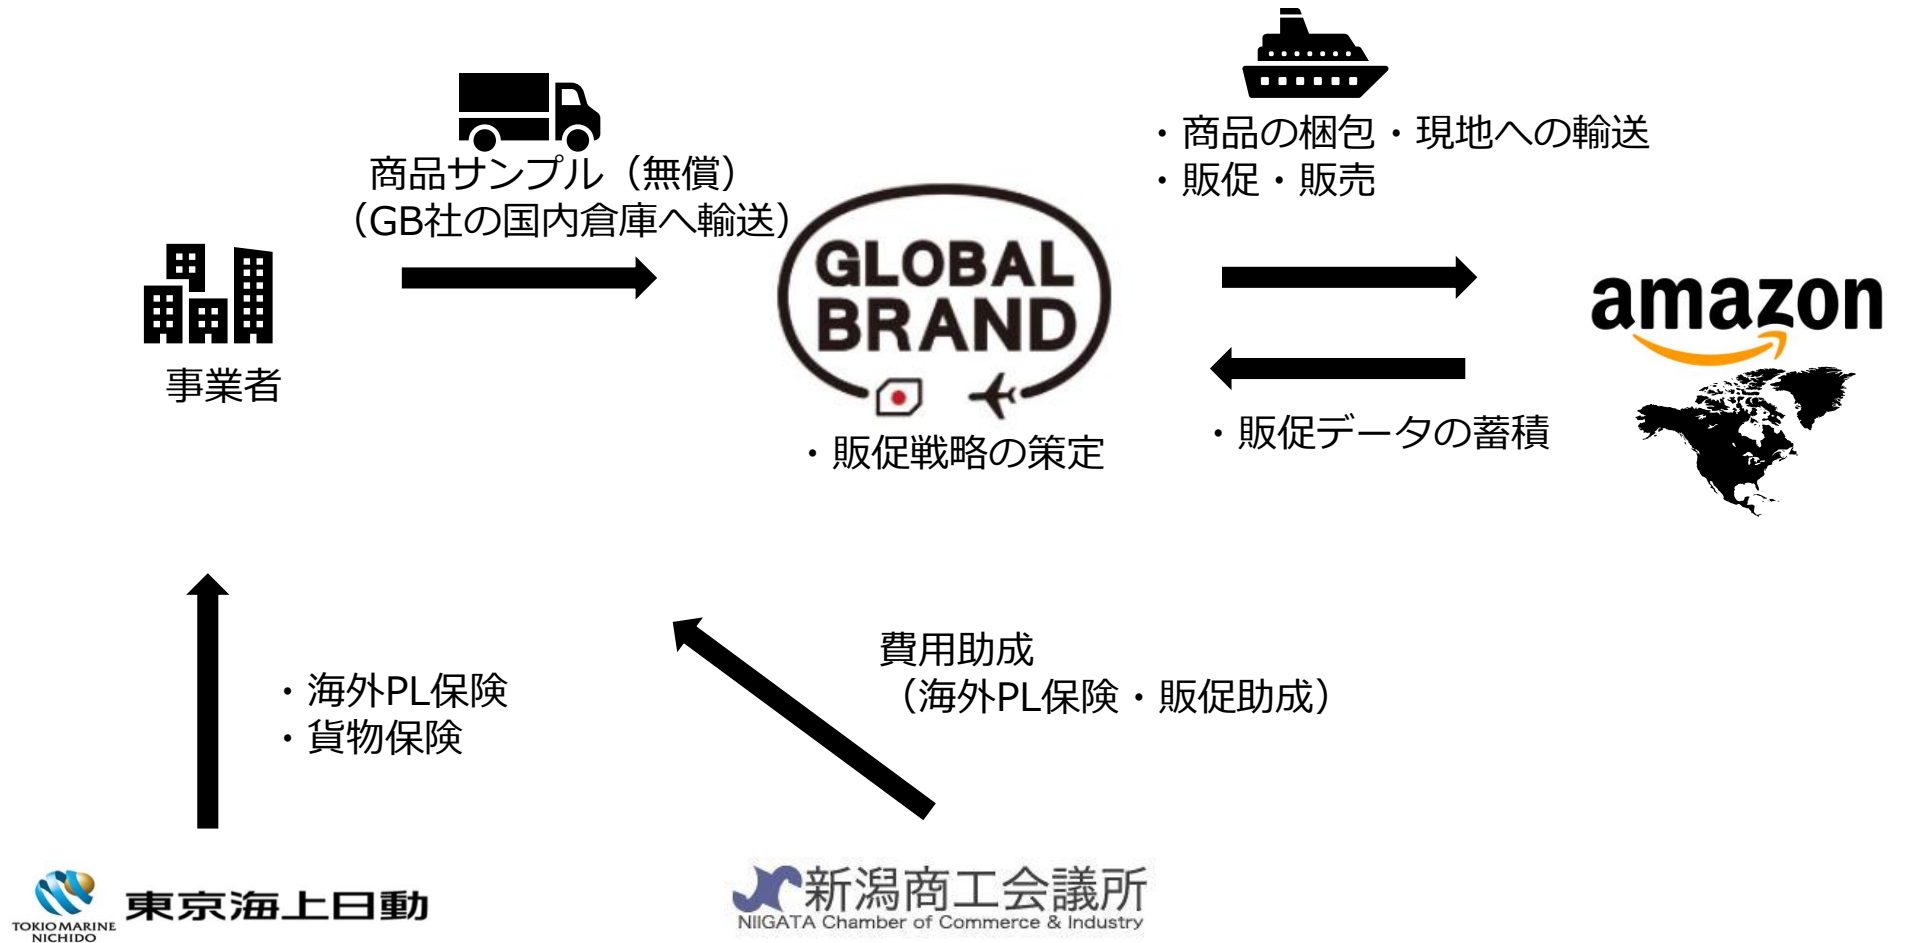 ・商品の梱包・現地への輸送
・販促・販売
商品サンプル（無償）
（GB社の国内倉庫へ輸送）
GLOBAL
BRAND
amazon
事業者
・販促戦略の策定
・販促データの蓄積
費用助成
（海外PL保険・販促助成）
・海外PL保険
・貨物保険
TOKIO MARINE
NICHIDO
東京海上日動
新潟商工会議所
NIIGATA Chamber of Commerce & Industry